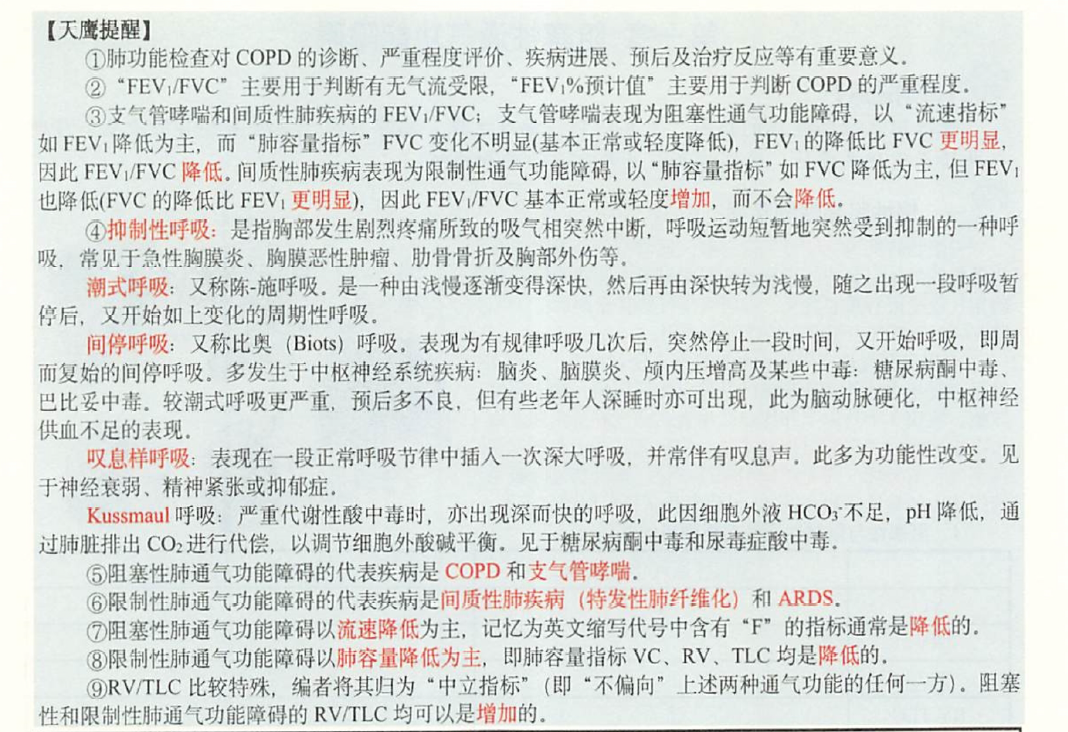 【天鹰提醒】
①肺功能检查对 COPD 的诊断、严重程度评价、疾病进展、预后及治疗反应等有重要意义。
②“FEV₁/FVC”主要用于判断有无气流受限，“FEV₁%预计值”主要用于判断 COPD 的严重程度。
③支气管哮喘和间质性肺疾病的 FEV₁/FVC：支气管哮喘表现为阻塞性通气功能障碍，以“流速指标”
如 FEV₁降低为主，而“肺容量指标”FVC 变化不明显(基本正常或轻度降低)，FEV₁的降低比 FVC 更明显，
因此 FEV₁/FVC 降低。间质性肺疾病表现为限制性通气功能障碍，以“肺容量指标”如 FVC 降低为主，但 FEV₁
也降低(FVC 的降低比 FEV₁更明显)，因此 FEV₁/FVC 基本正常或轻度增加，而不会降低。
④抑制性呼吸：是指胸部发生剧烈疼痛所致的吸气相突然中断，呼吸运动短暂地突然受到抑制的一种呼
吸，常见于急性胸膜炎、胸膜恶性肿瘤、肋骨骨折及胸部外伤等。
潮式呼吸：又称陈-施呼吸。是一种由浅慢逐渐变得深快，然后再由深快转为浅慢，随之出现一段呼吸暂
停后，又开始如上变化的周期性呼吸。
间停呼吸：又称比奥（Biots）呼吸。表现为有规律呼吸几次后，突然停止一段时间，又开始呼吸，即周
而复始的间停呼吸。多发生于中枢神经系统疾病：脑炎、脑膜炎、颅内压增高及某些中毒：糖尿病酮中毒、
巴比妥中毒。较潮式呼吸更严重，预后多不良，但有些老年人深睡时亦可出现，此为脑动脉硬化，中枢神经
供血不足的表现。
叹息样呼吸：表现在一段正常呼吸节律中插入一次深大呼吸，并常伴有叹息声。此多为功能性改变。见
于神经衰弱、精神紧张或抑郁症。
Kussmaul 呼吸：严重代谢性酸中毒时，亦出现深而快的呼吸，此因细胞外液 HCO₃⁻不足，pH 降低，通
过肺脏排出 CO₂进行代偿，以调节细胞外酸碱平衡。见于糖尿病酮中毒和尿毒症酸中毒。
⑤阻塞性肺通气功能障碍的代表疾病是 COPD 和支气管哮喘。
⑥限制性肺通气功能障碍的代表疾病是间质性肺疾病（特发性肺纤维化）和 ARDS。
⑦阻塞性肺通气功能障碍以流速降低为主，记忆为英文缩写代号中含有“F”的指标通常是降低的。
⑧限制性肺通气功能障碍以肺容量降低为主，即肺容量指标 VC、RV、TLC 均是降低的。
⑨RV/TLC 比较特殊，编者将其归为“中立指标”（即“不偏向”上述两种通气功能的任何一方）。阻塞
性和限制性肺通气功能障碍的 RV/TLC 均可以是增加的。